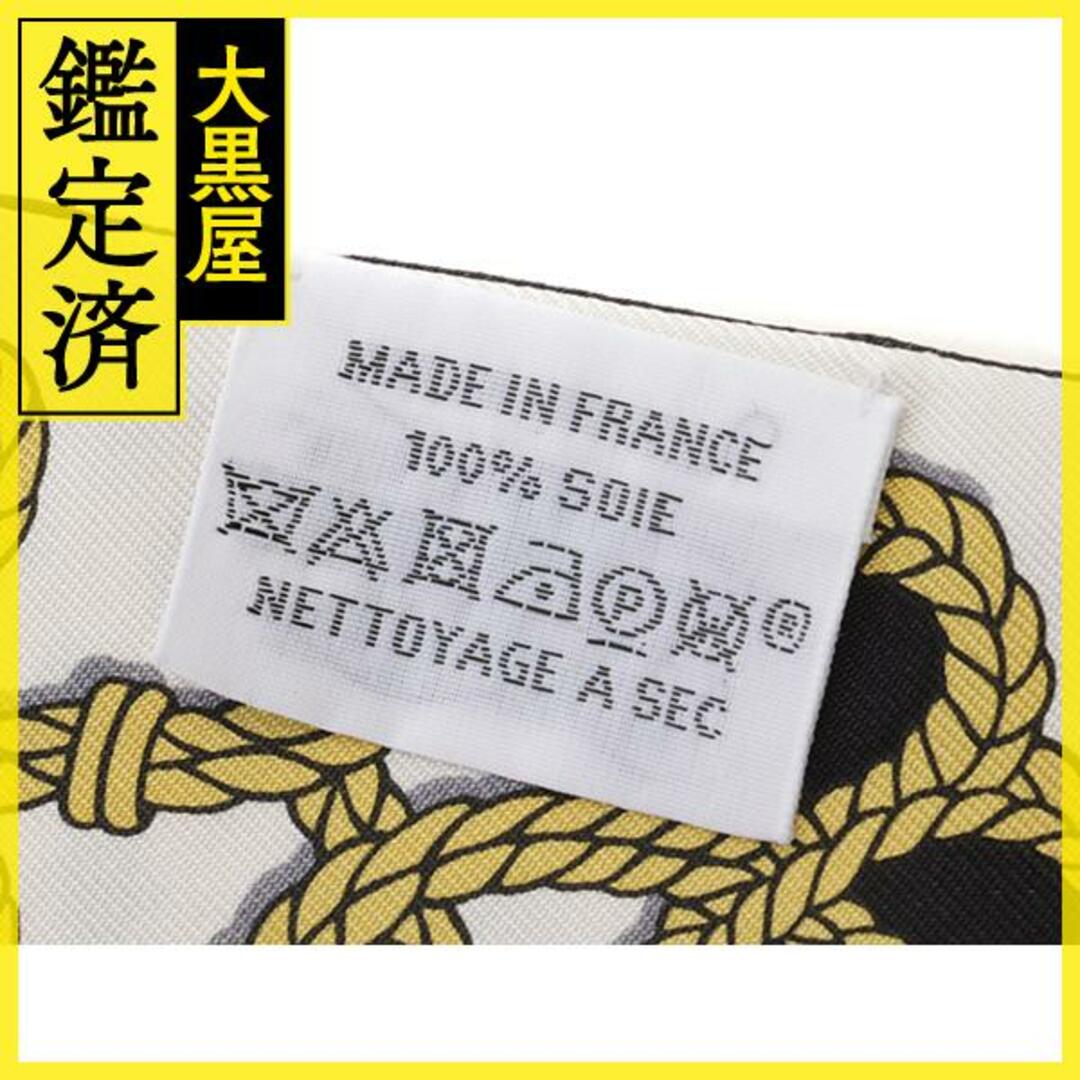 鑑定済
大黒屋
MADE IN FRANCE
100% SOIE
P
®
NETTOYAGE A SEC